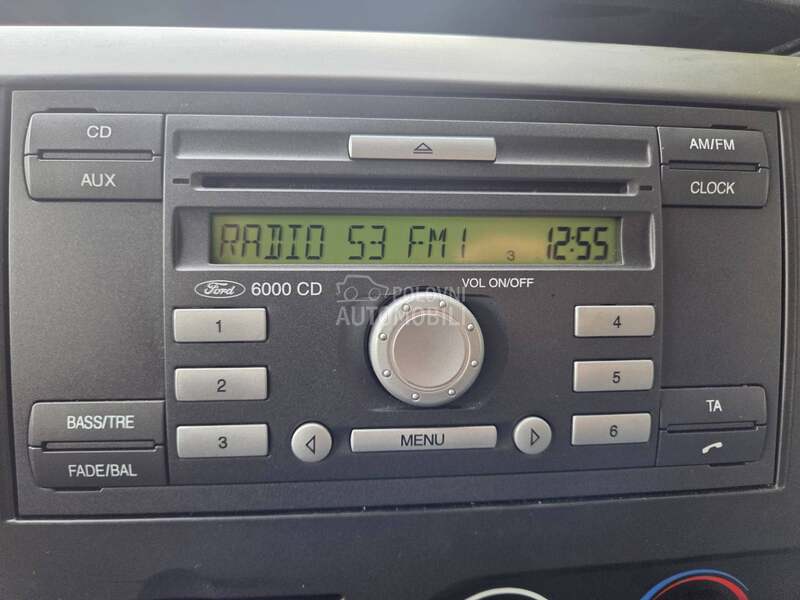 CD
AUX
AM/FM
CLOCK
RADIO S3 FM1 3 12:55
Ford 6000 CD
VOL ON/OFF
POLOVNI
AUTOMOBILI
1
2
3
4
5
6
BASS/TRE
FADE/BAL
MENU
TA